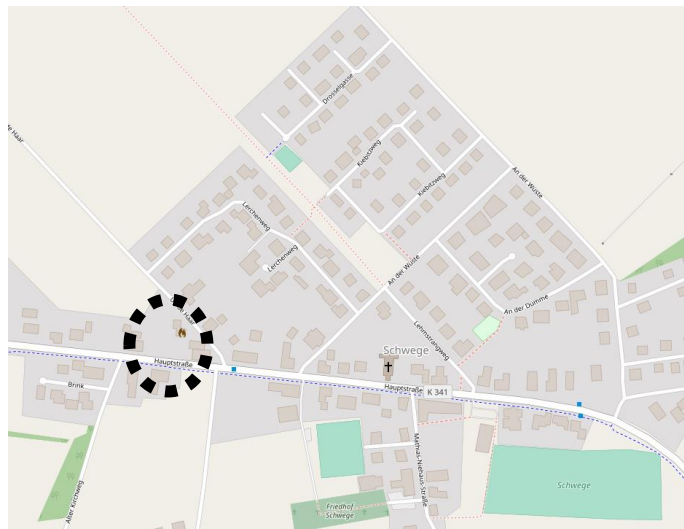 Drosselgasse
Kiebitzweg
Kiebitzweg
An der Wüste
Lerchenweg
Lerchenweg
An der Wüste
An der Dumme
Lehmstrangweg
Schwege
Hauptstraße
Hauptstraße
K 341
Brink
Mathias-Niehaus-Straße
Alter Kirchweg
Friedhof
Schwege
Schwege